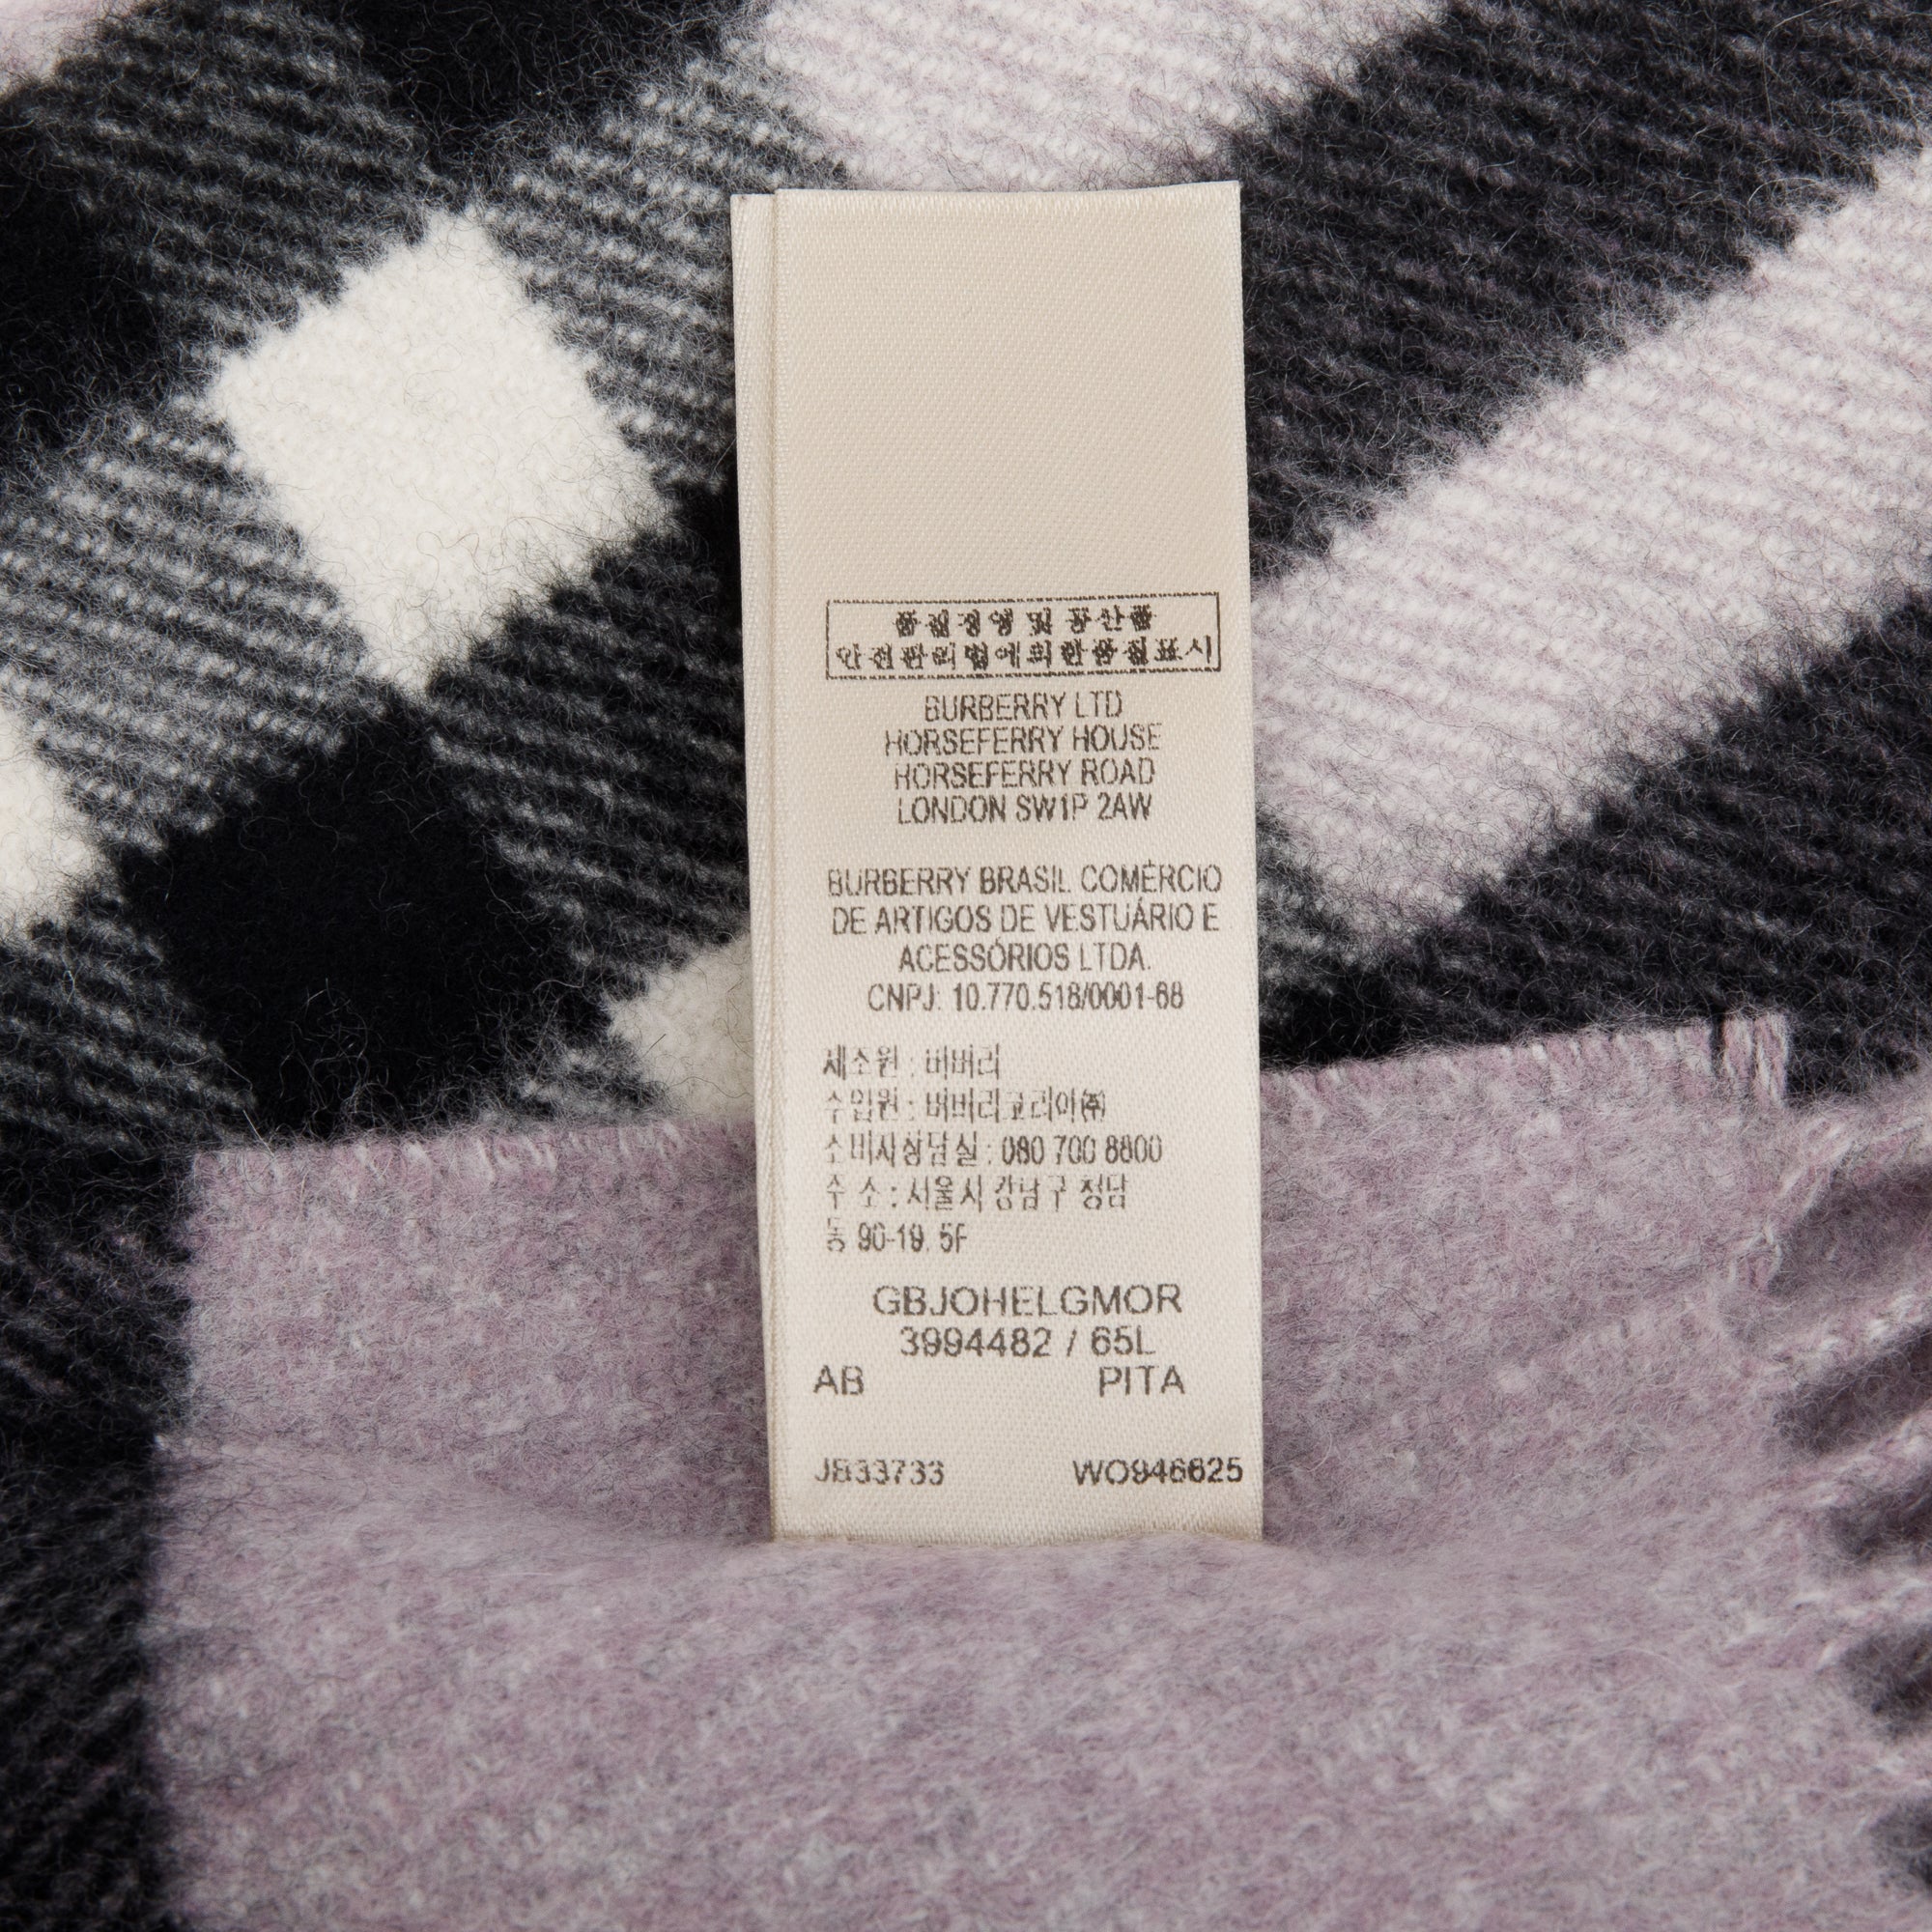 품질경영 및 공산품
안전관리법에의한품질표시
BURBERRY LTD
HORSEFERRY HOUSE
HORSEFERRY ROAD
LONDON SW1P 2AW
BURBERRY BRASIL COMÉRCIO
DE ARTIGOS DE VESTUÁRIO E
ACESSÓRIOS LTDA.
CNPJ: 10.770.518/0001-68
제조원 : 버버리
수입원 : 버버리코리아㈜
소비자상담실 : 080 700 8800
주 소 : 서울시 강남구 청담
동 90-19. 5F
GBJOHELGMOR
3994482 / 65L
AB PITA
JB33733 WO946625